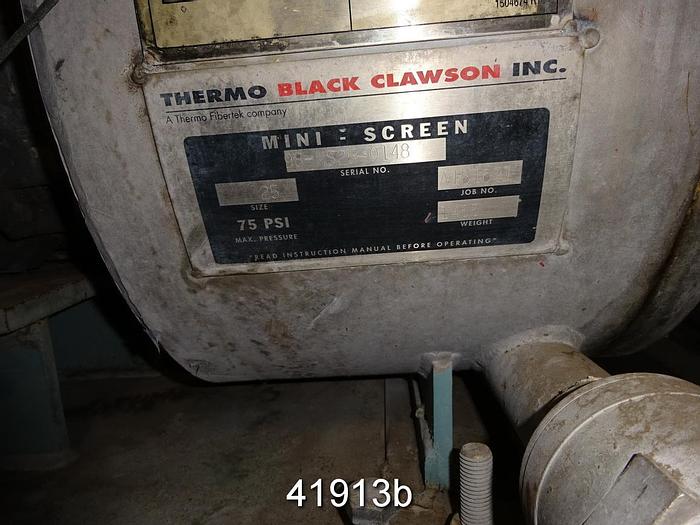 THERMO BLACK CLAWSON INC.
A Thermo Fibertek company
MINI - SCREEN
SERIAL NO.
25
SIZE
JOB NO.
75 PSI
MAX. PRESSURE
WEIGHT
"READ INSTRUCTION MANUAL BEFORE OPERATING"
41913b